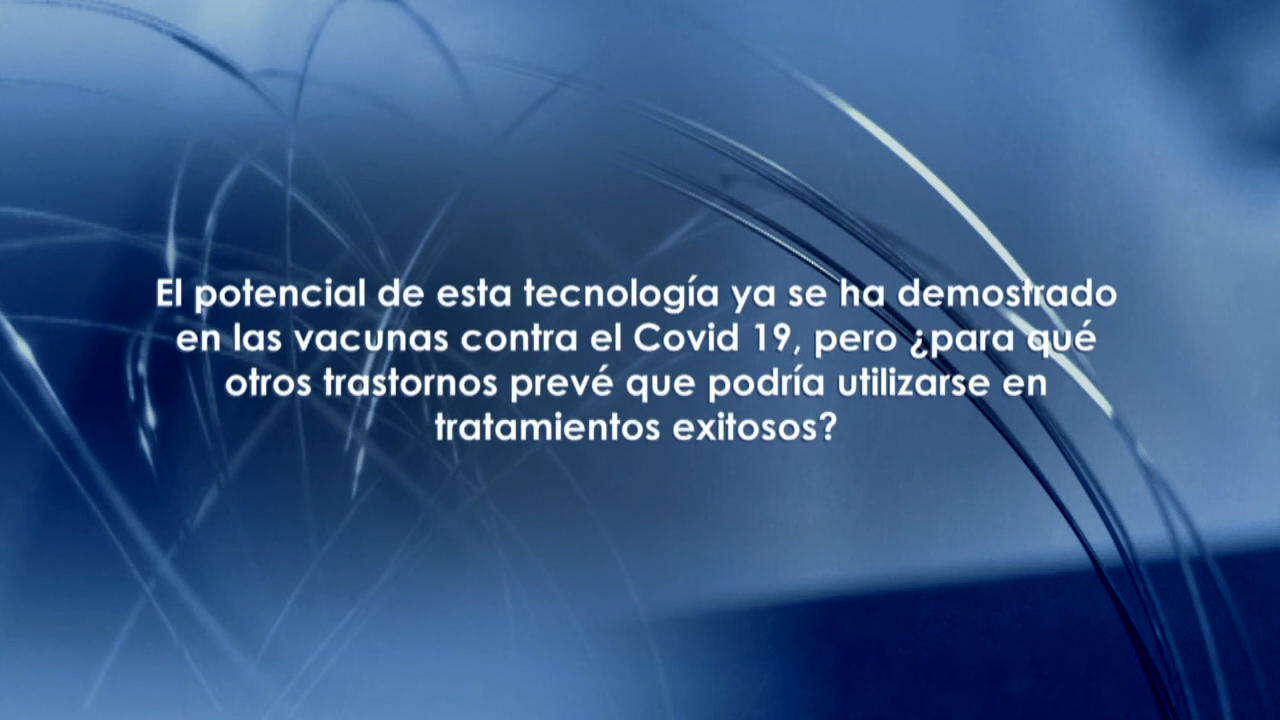 El potencial de esta tecnología ya se ha demostrado
en las vacunas contra el Covid 19, pero ¿para qué
otros trastornos prevé que podría utilizarse en
tratamientos exitosos?